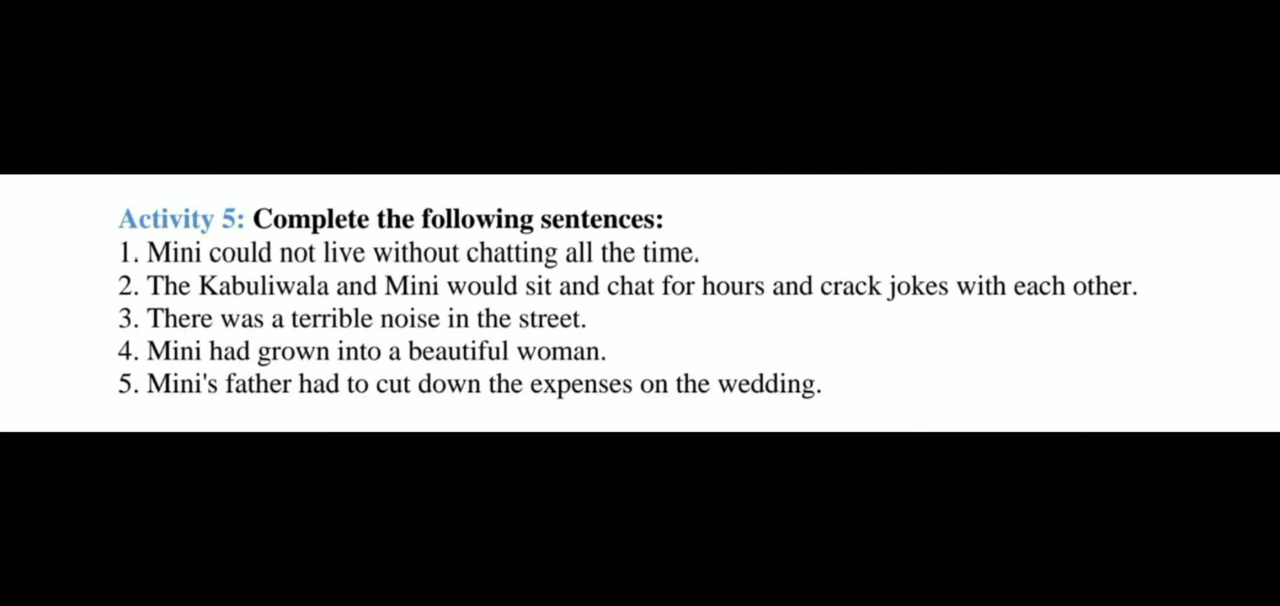 Activity 5: Complete the following sentences:
1. Mini could not live without chatting all the time.
2. The Kabuliwala and Mini would sit and chat for hours and crack jokes with each other.
3. There was a terrible noise in the street.
4. Mini had grown into a beautiful woman.
5. Mini's father had to cut down the expenses on the wedding.